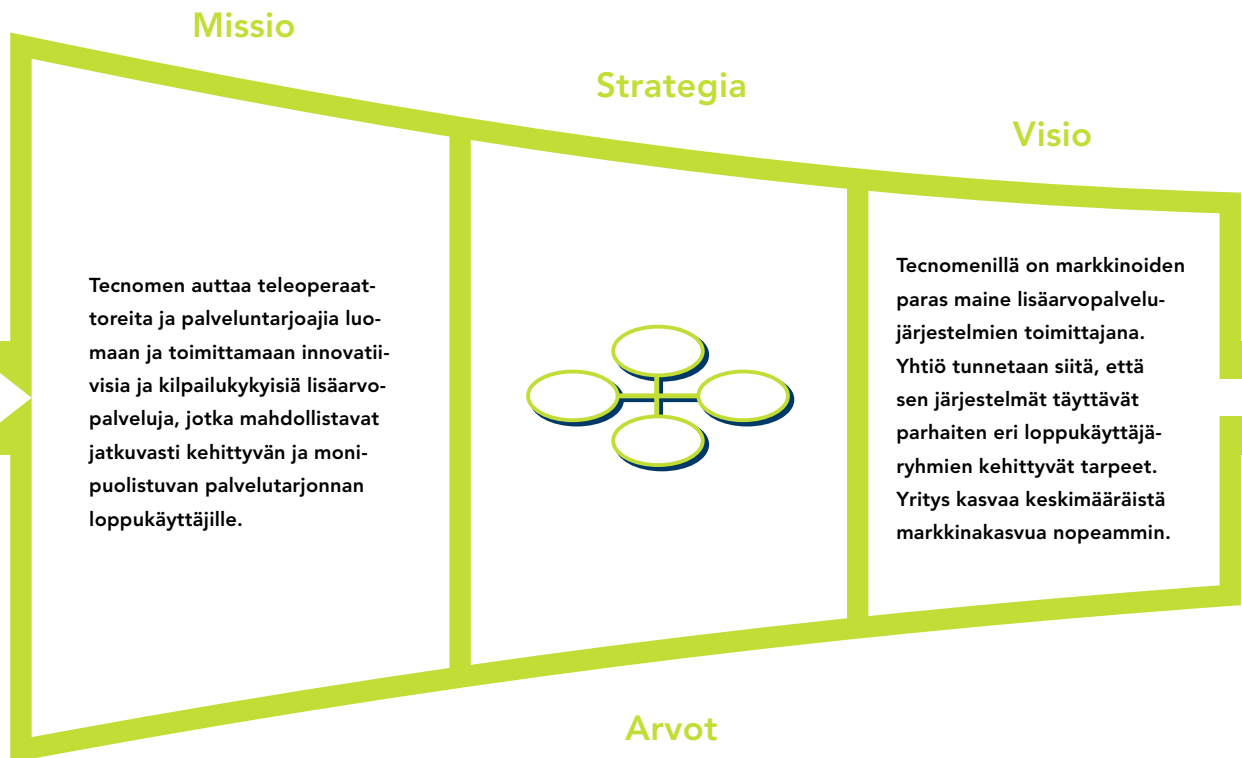 Missio
Strategia
Visio
Tecnomen auttaa teleoperaat-
toreita ja palveluntarjoajia luo-
maan ja toimittamaan innovatii-
visia ja kilpailukykyisiä lisäarvo-
palveluja, jotka mahdollistavat
jatkuvasti kehittyvän ja moni-
puolistuvan palvelutarjonnan
loppukäyttäjille.
Tecnomenillä on markkinoiden
paras maine lisäarvopalvelu-
järjestelmien toimittajana.
Yhtiö tunnetaan siitä, että
sen järjestelmät täyttävät
parhaiten eri loppukäyttäjä-
ryhmien kehittyvät tarpeet.
Yritys kasvaa keskimääräistä
markkinakasvua nopeammin.
Arvot